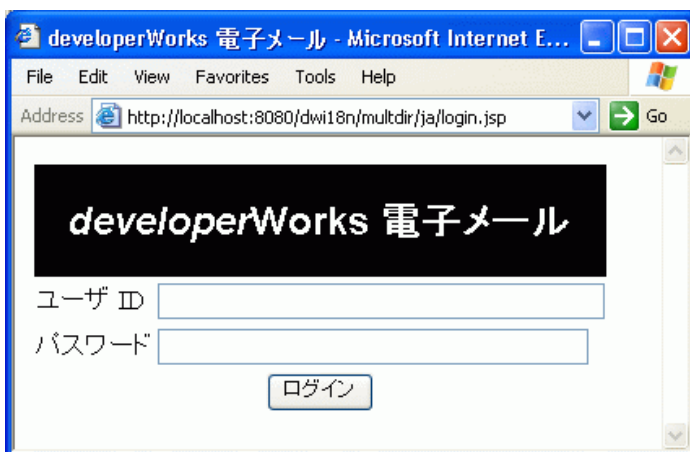 developerWorks 電子メール - Microsoft Internet E...
File Edit View Favorites Tools Help
Address http://localhost:8080/dwi18n/multdir/ja/login.jsp Go
developerWorks 電子メール
ユーザ ID
パスワード
ログイン